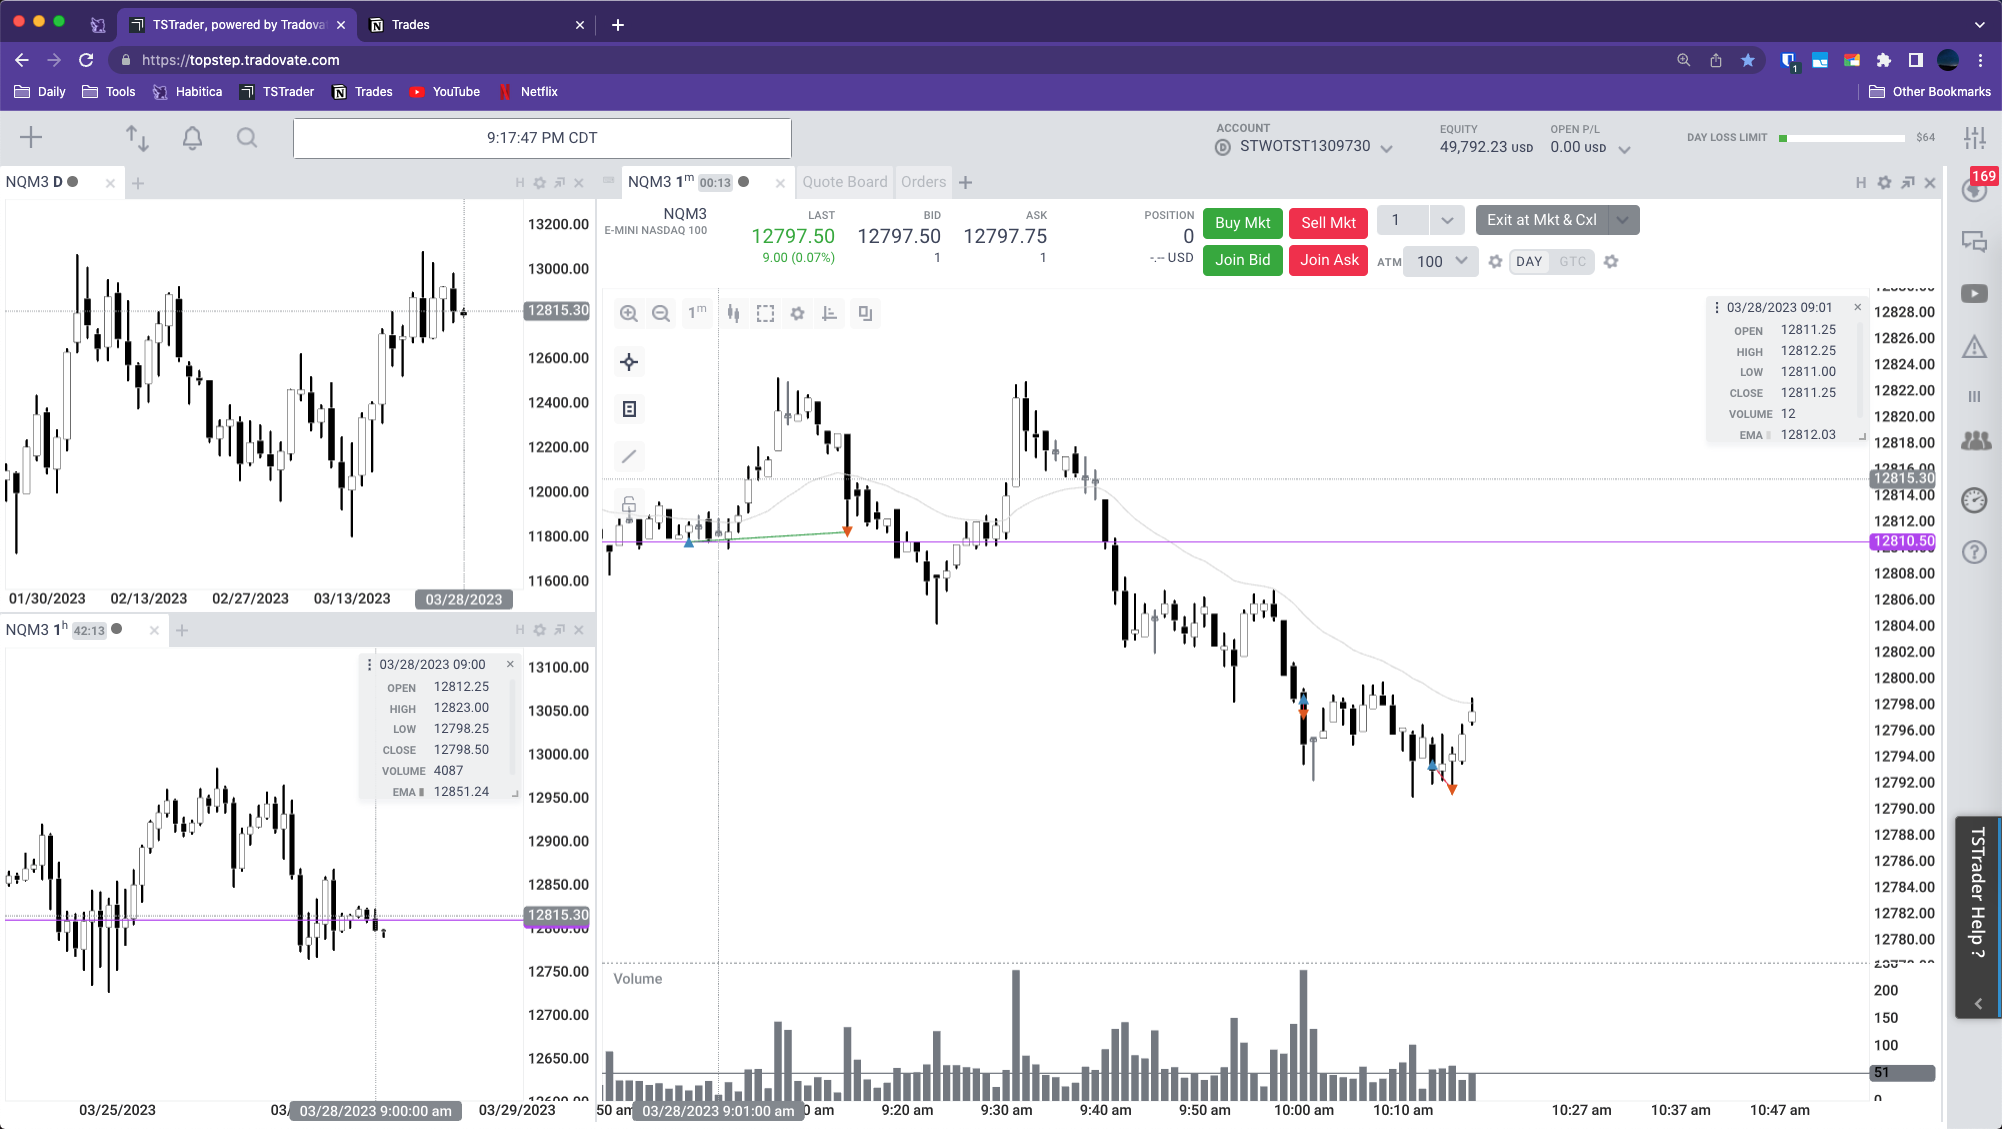 TSTrader, powered by Tradova
Trades
https://topstep.tradovate.com
1
Daily
Tools
Habitica
TSTrader
Trades
YouTube
Netflix
Other Bookmarks
9:17:47 PM CDT
ACCOUNT
STWOTST1309730
EQUITY
49,792.23 USD
OPEN P/L
0.00 USD
DAY LOSS LIMIT
$64
169
NQM3 D
H
13200.00
13000.00
12815.30
12600.00
12400.00
12200.00
12000.00
11800.00
11600.00
01/30/2023 02/13/2023 02/27/2023 03/13/2023 03/28/2023
NQM3 1h 42:13
H
03/28/2023 09:00
OPEN 12812.25
HIGH 12823.00
LOW 12798.25
CLOSE 12798.50
VOLUME 4087
EMA 12851.24
13100.00
13050.00
13000.00
12950.00
12900.00
12850.00
12815.30
12800.00
12750.00
12700.00
12650.00
12600.00
03/25/2023 03/ 03/28/2023 9:00:00 am 03/29/2023
NQM3 1m 00:13
Quote Board
Orders
H
NQM3
E-MINI NASDAQ 100
LAST
12797.50
9.00 (0.07%)
BID
12797.50
1
ASK
12797.75
1
POSITION
0
-.-- USD
Buy Mkt
Sell Mkt
1
Exit at Mkt & Cxl
Join Bid
Join Ask
ATM 100
DAY GTC
1m
03/28/2023 09:01
OPEN 12811.25
HIGH 12812.25
LOW 12811.00
CLOSE 12811.25
VOLUME 12
EMA 12812.03
12828.00
12826.00
12824.00
12822.00
12820.00
12818.00
12816.00
12815.30
12814.00
12812.00
12810.50
12808.00
12806.00
12804.00
12802.00
12800.00
12798.00
12796.00
12794.00
12792.00
12790.00
12788.00
12786.00
12784.00
12782.00
12780.00
Volume
200
150
100
51
0
50 am 03/28/2023 9:01:00 am 0 am 9:20 am 9:30 am 9:40 am 9:50 am 10:00 am 10:10 am 10:27 am 10:37 am 10:47 am
TSTrader Help ?